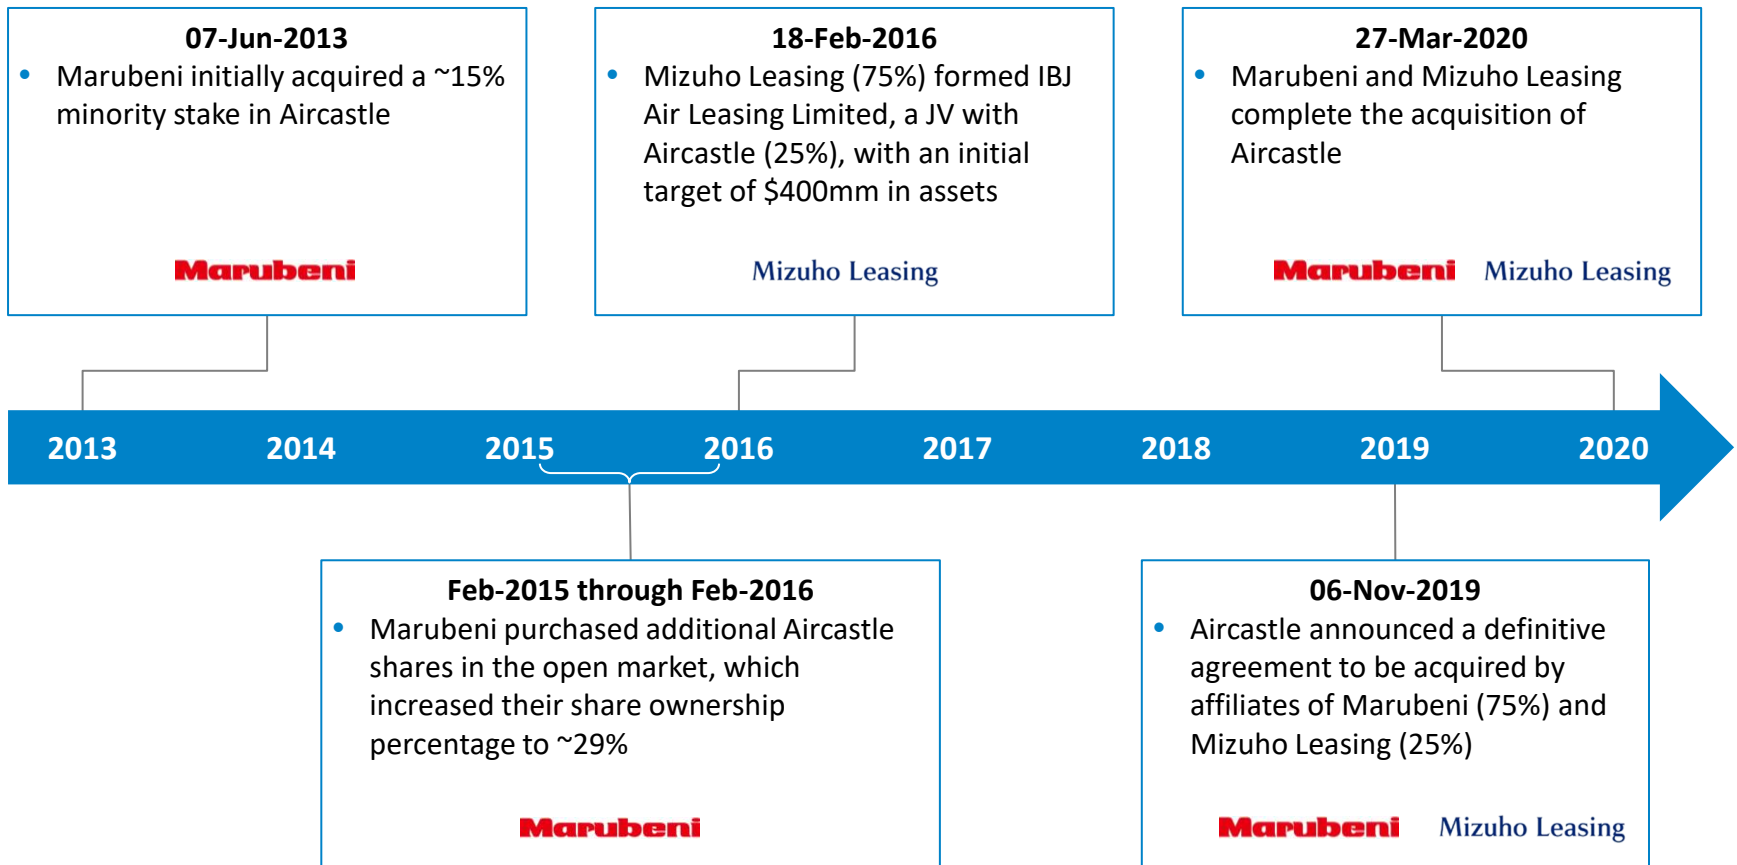 07-Jun-2013
• Marubeni initially acquired a ~15%
minority stake in Aircastle
Marubeni
18-Feb-2016
• Mizuho Leasing (75%) formed IBJ
Air Leasing Limited, a JV with
Aircastle (25%), with an initial
target of $400mm in assets
Mizuho Leasing
27-Mar-2020
• Marubeni and Mizuho Leasing
complete the acquisition of
Aircastle
Marubeni Mizuho Leasing
2013 2014 2015 2016 2017 2018 2019 2020
Feb-2015 through Feb-2016
• Marubeni purchased additional Aircastle
shares in the open market, which
increased their share ownership
percentage to ~29%
Marubeni
06-Nov-2019
• Aircastle announced a definitive
agreement to be acquired by
affiliates of Marubeni (75%) and
Mizuho Leasing (25%)
Marubeni Mizuho Leasing